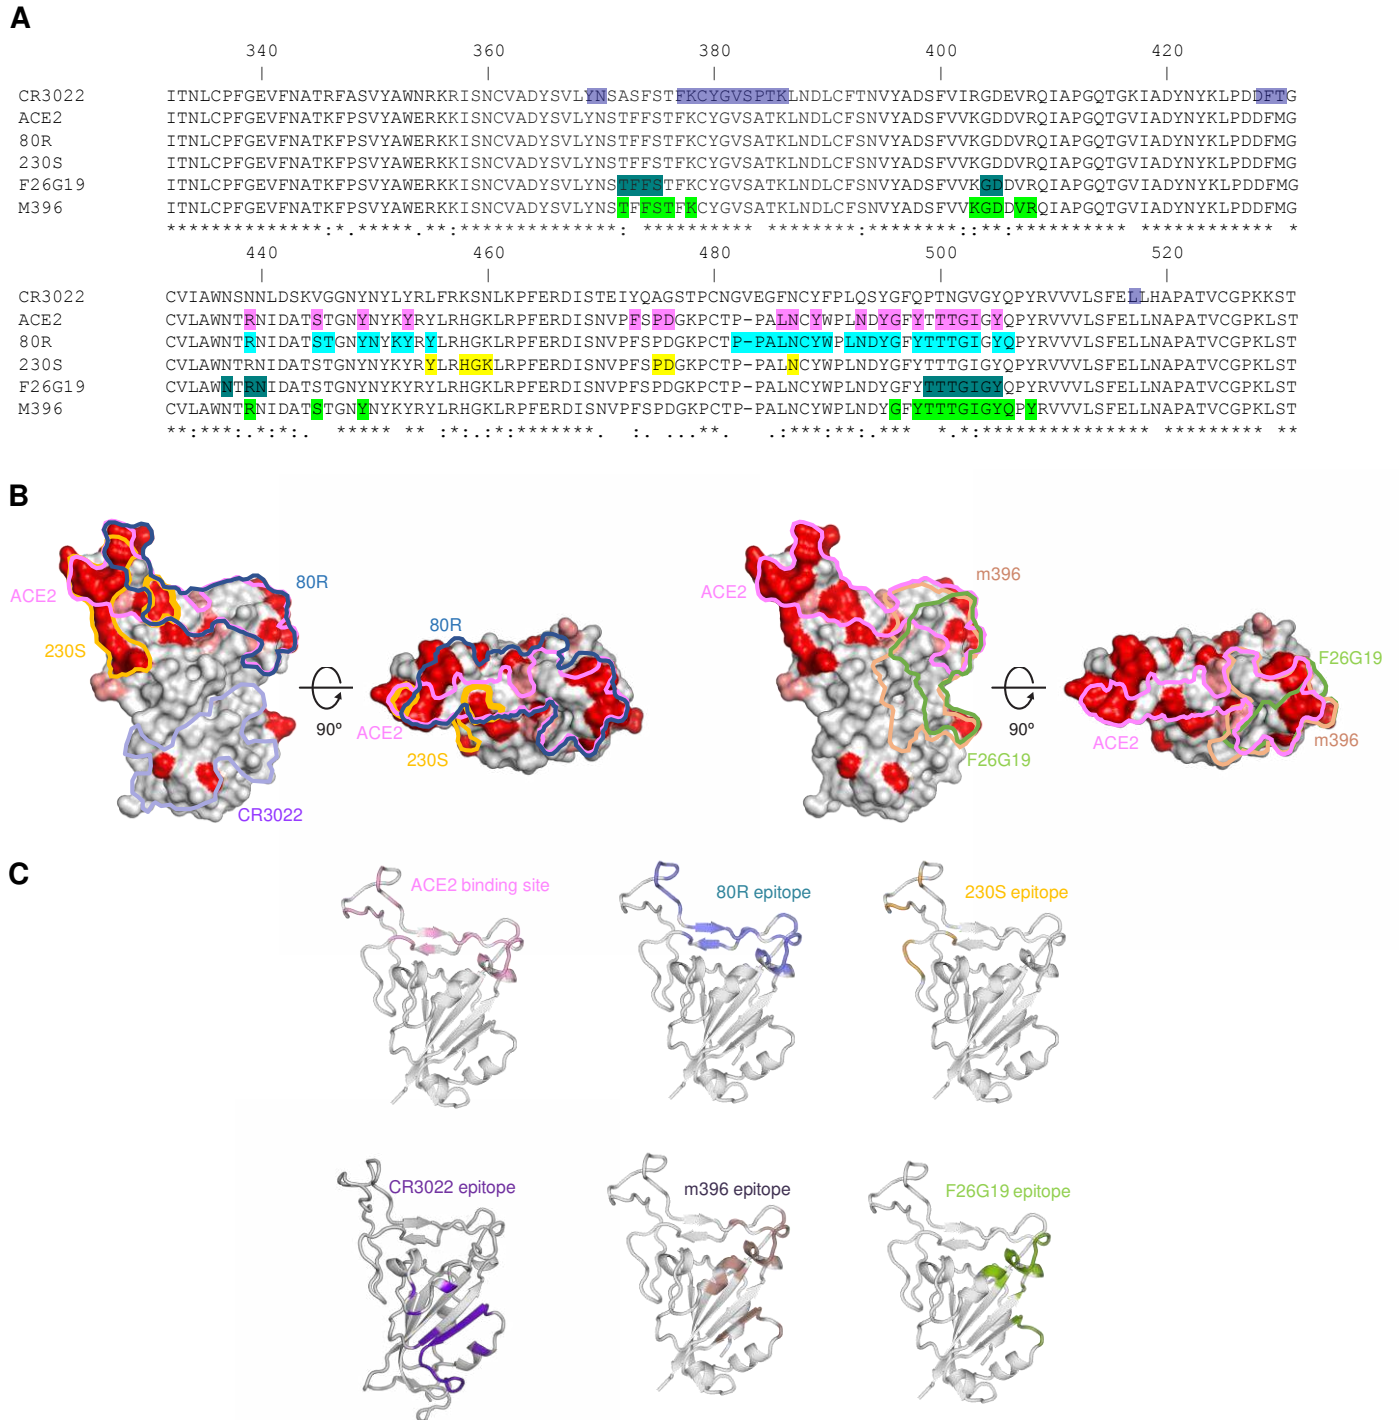 A
340 360 380 400 420
| | | | |
CR3022 ITNLCPFGEVFNATRFASVYAWNRKRISNCVADYSVLYNSASFSTFKCYGVSPTKLNDLCFTNVYADSFVIRGDEVRQIAPGQTGKIADYNYKLPDDFTG
ACE2 ITNLCPFGEVFNATKFPSVYAWERKKISNCVADYSVLYNSTFFSTFKCYGVSATKLNDLCFSNVYADSFVVKGDDVRQIAPGQTGVIADYNYKLPDDFMG
80R ITNLCPFGEVFNATKFPSVYAWERKKISNCVADYSVLYNSTFFSTFKCYGVSATKLNDLCFSNVYADSFVVKGDDVRQIAPGQTGVIADYNYKLPDDFMG
230S ITNLCPFGEVFNATKFPSVYAWERKKISNCVADYSVLYNSTFFSTFKCYGVSATKLNDLCFSNVYADSFVVKGDDVRQIAPGQTGVIADYNYKLPDDFMG
F26G19 ITNLCPFGEVFNATKFPSVYAWERKKISNCVADYSVLYNSTFFSTFKCYGVSATKLNDLCFSNVYADSFVVKGDDVRQIAPGQTGVIADYNYKLPDDFMG
M396 ITNLCPFGEVFNATKFPSVYAWERKKISNCVADYSVLYNSTFFSTFKCYGVSATKLNDLCFSNVYADSFVVKGDDVRQIAPGQTGVIADYNYKLPDDFMG
**************:*.*****.**:**************: ********** ********:********::**:********** ************ *
440 460 480 500 520
| | | | |
CR3022 CVIAWNSNNLDSKVGGNYNYLYRLFRKSNLKPFERDISTEIYQAGSTPCNGVEGFNCYFPLQSYGFQPTNGVGYQPYRVVVLSFELLHAPATVCGPKKST
ACE2 CVLAWNTRNIDATSTGNYNYKYRYLRHGKLRPFERDISNVPFSPDGKPCTP-PALNCYWPLNDYGFYTTTGIGYQPYRVVVLSFELLNAPATVCGPKLST
80R CVLAWNTRNIDATSTGNYNYKYRYLRHGKLRPFERDISNVPFSPDGKPCTP-PALNCYWPLNDYGFYTTTGIGYQPYRVVVLSFELLNAPATVCGPKLST
230S CVLAWNTRNIDATSTGNYNYKYRYLRHGKLRPFERDISNVPFSPDGKPCTP-PALNCYWPLNDYGFYTTTGIGYQPYRVVVLSFELLNAPATVCGPKLST
F26G19 CVLAWNTRNIDATSTGNYNYKYRYLRHGKLRPFERDISNVPFSPDGKPCTP-PALNCYWPLNDYGFYTTTGIGYQPYRVVVLSFELLNAPATVCGPKLST
M396 CVLAWNTRNIDATSTGNYNYKYRYLRHGKLRPFERDISNVPFSPDGKPCTP-PALNCYWPLNDYGFYTTTGIGYQPYRVVVLSFELLNAPATVCGPKLST
**:***:.*:*:.  ***** ** :*:.:*:*******.  :. ...**.   .:***:**:.***  *.*:*************** ********* **
B
ACE2
80R
230S
CR3022
90º
80R
ACE2
230S
ACE2
m396
F26G19
90º
F26G19
ACE2
m396
C
ACE2 binding site
80R epitope
230S epitope
CR3022 epitope
m396 epitope
F26G19 epitope